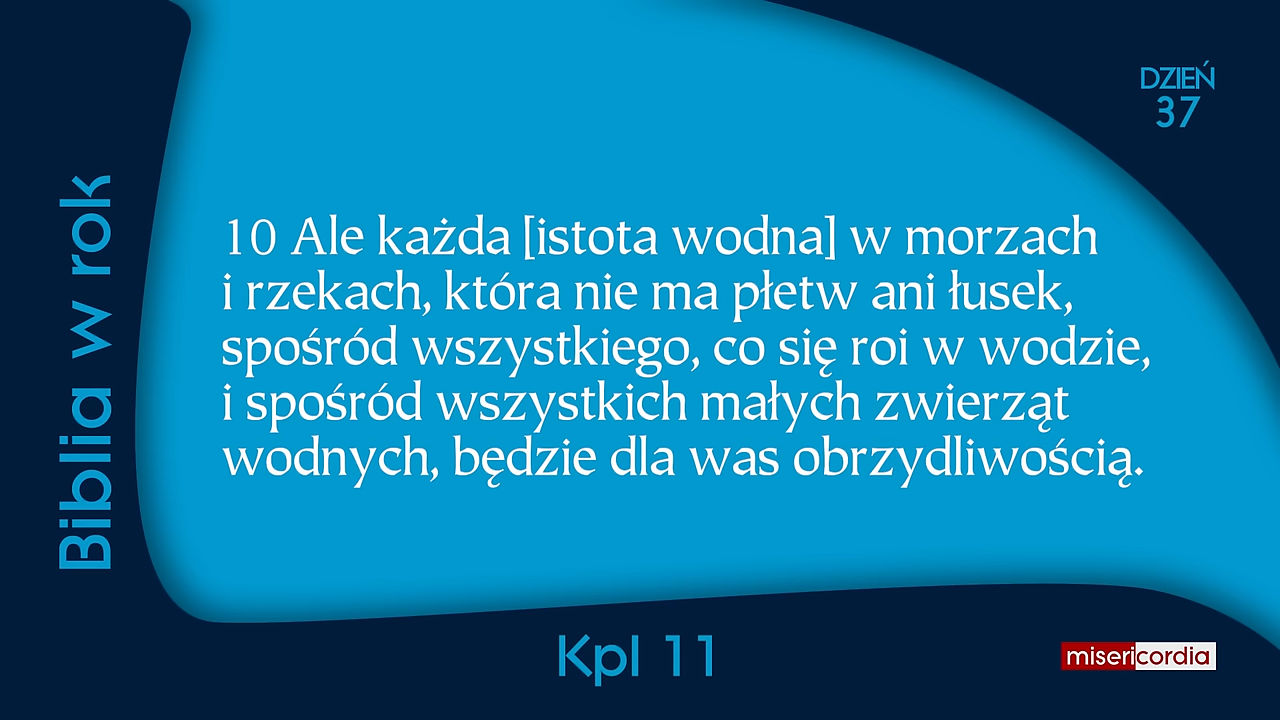 DZIEŃ
37
Biblia w rok
10 Ale każda [istota wodna] w morzach
i rzekach, która nie ma płetw ani łusek,
spośród wszystkiego, co się roi w wodzie,
i spośród wszystkich małych zwierząt
wodnych, będzie dla was obrzydliwością.
Kpl 11
misericordia